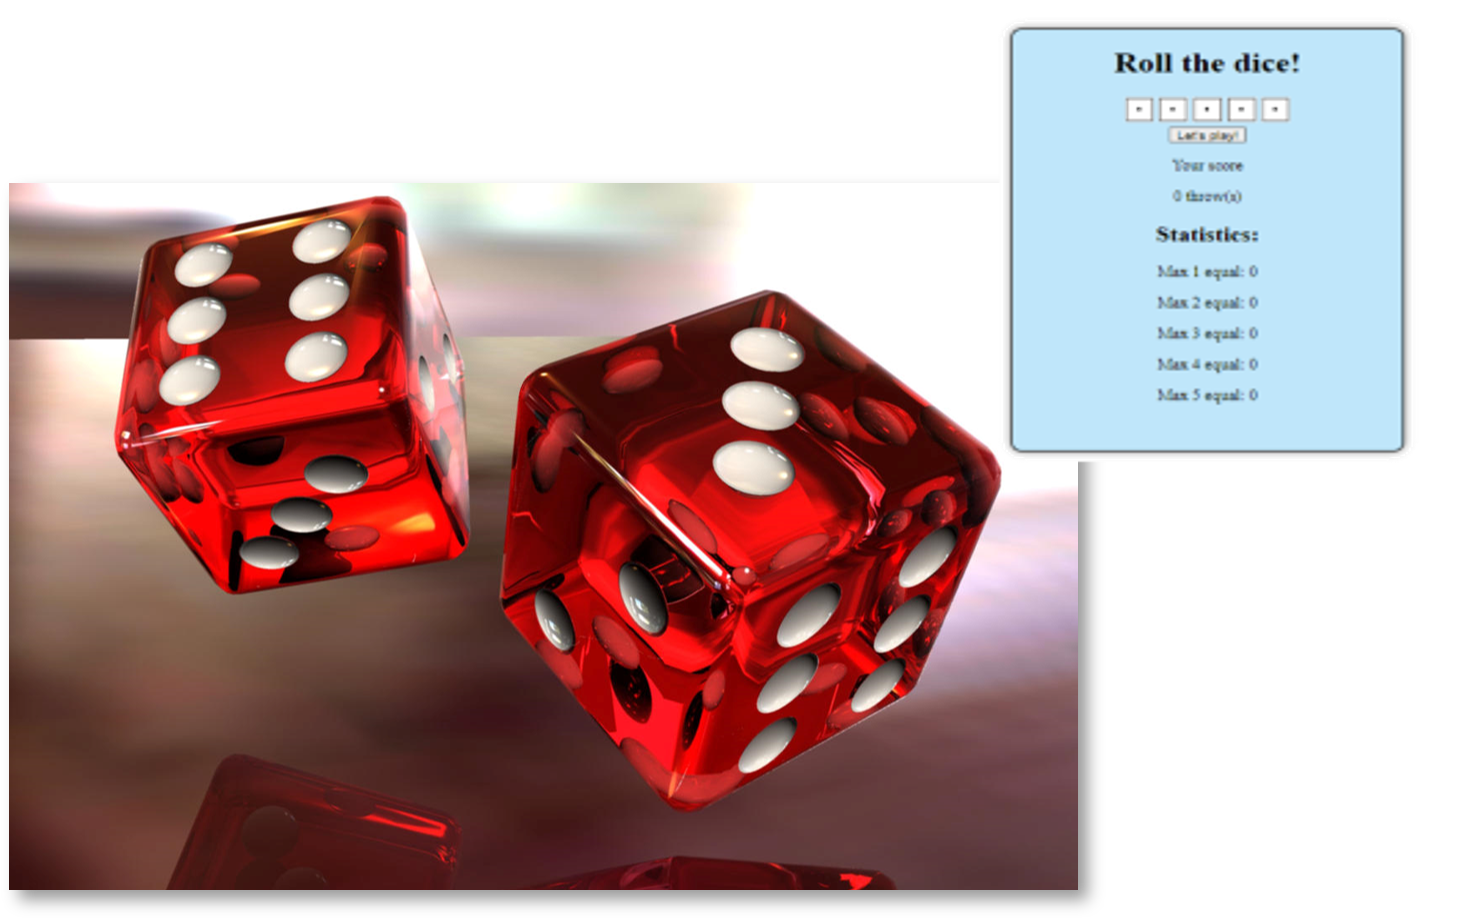 Roll the dice!
Let's play!
Your score
0 throw(s)
Statistics:
Max 1 equal: 0
Max 2 equal: 0
Max 3 equal: 0
Max 4 equal: 0
Max 5 equal: 0